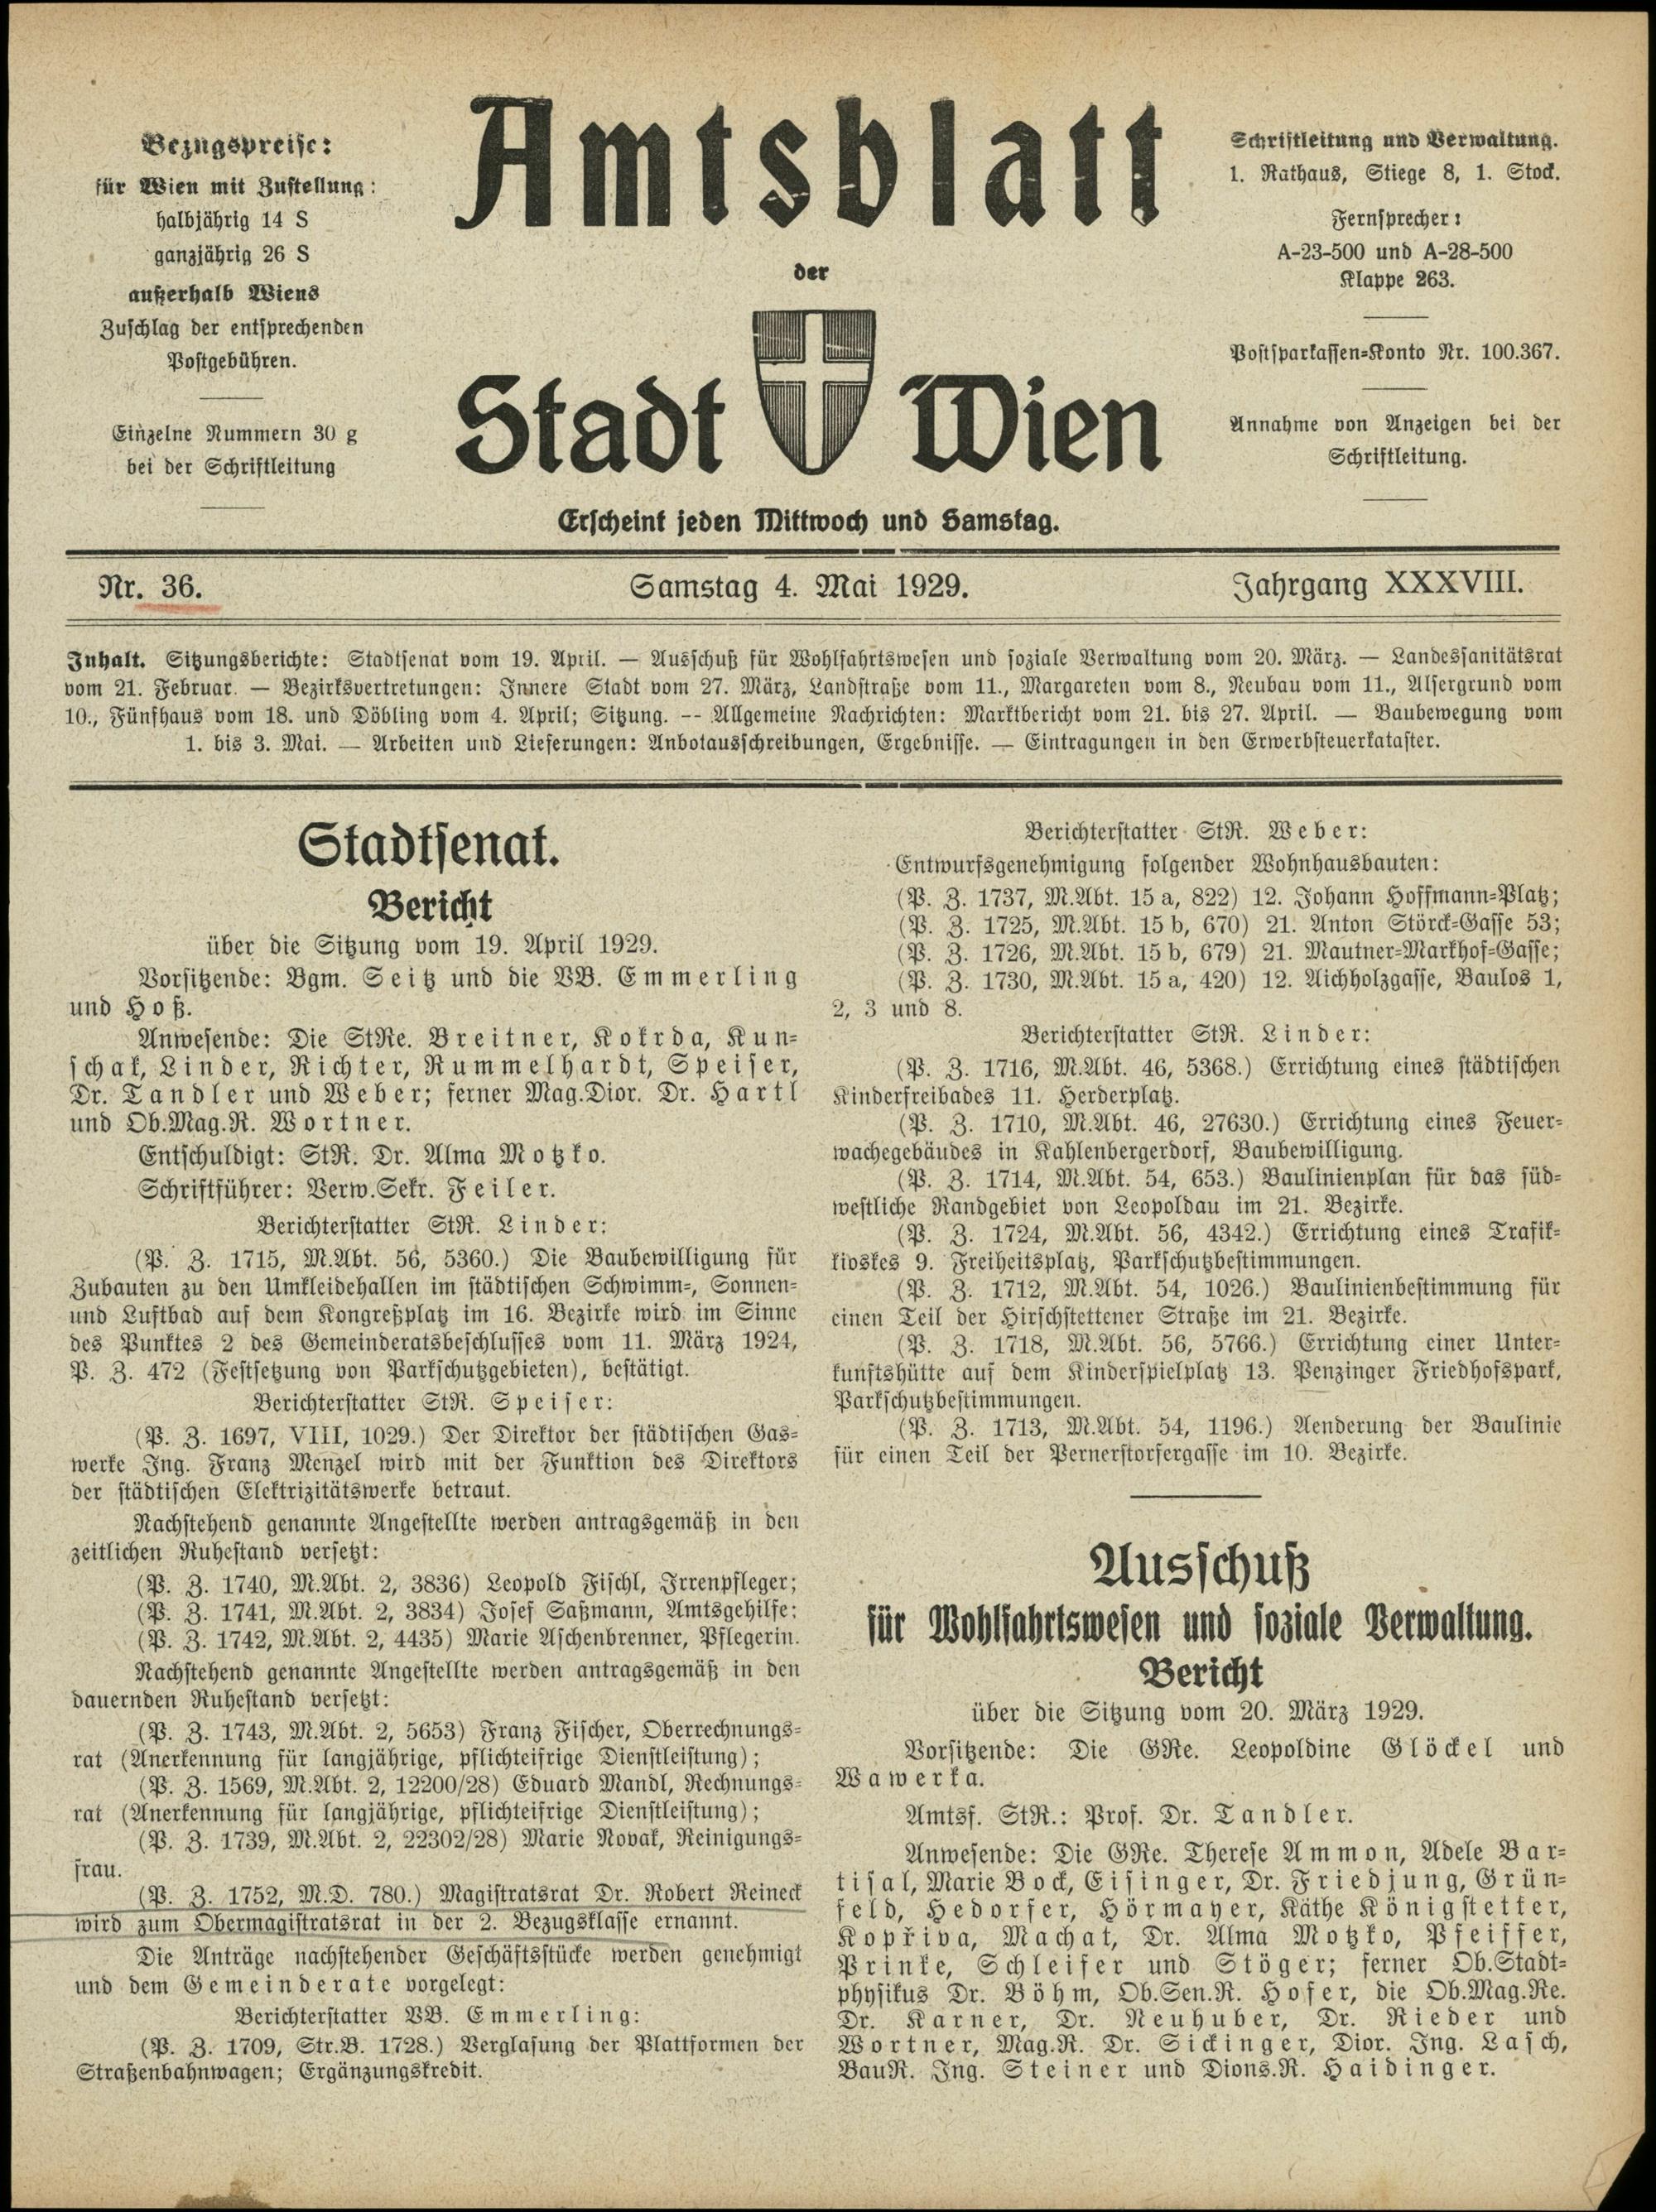 Bezugspreise:
für Wien mit Zustellung:
halbjährig 14 S
ganzjährig 26 S
außerhalb Wiens
Zuschlag der entsprechenden
Postgebühren.
Einzelne Nummern 30 g
bei der Schriftleitung
Amtsblatt
der
Stadt Wien
Erscheint jeden Mittwoch und Samstag.
Schriftleitung und Verwaltung.
1. Rathaus, Stiege 8, 1. Stock.
Fernsprecher:
A-23-500 und A-28-500
Klappe 263.
Postsparkassen-Konto Nr. 100.367.
Annahme von Anzeigen bei der
Schriftleitung.
Nr. 36. Samstag 4. Mai 1929. Jahrgang XXXVIII.
Inhalt. Sitzungsberichte: Stadtsenat vom 19. April. — Ausschuß für Wohlfahrtswesen und soziale Verwaltung vom 20. März. — Landessanitätsrat
vom 21. Februar. — Bezirksvertretungen: Innere Stadt vom 27. März, Landstraße vom 11., Margareten vom 8., Neubau vom 11., Alsergrund vom
10., Fünfhaus vom 18. und Döbling vom 4. April; Sitzung. -- Allgemeine Nachrichten: Marktbericht vom 21. bis 27. April. — Baubewegung vom
1. bis 3. Mai. — Arbeiten und Lieferungen: Anbotausschreibungen, Ergebnisse. — Eintragungen in den Erwerbsteuerkataster.
Stadtsenat.
Bericht
über die Sitzung vom 19. April 1929.
Vorsitzende: Bgm. Seitz und die VB. Emmerling
und Hoß.
Anwesende: Die StRe. Breitner, Kokrda, Kun-
schak, Linder, Richter, Rummelhardt, Speiser,
Dr. Tandler und Weber; ferner Mag.Dior. Dr. Hartl
und Ob.Mag.R. Wortner.
Entschuldigt: StR. Dr. Alma Motzko.
Schriftführer: Verw.Sekr. Feiler.
Berichterstatter StR. Linder:
(P. Z. 1715, M.Abt. 56, 5360.) Die Baubewilligung für
Zubauten zu den Umkleidehallen im städtischen Schwimm-, Sonnen-
und Luftbad auf dem Kongreßplatz im 16. Bezirke wird im Sinne
des Punktes 2 des Gemeinderatsbeschlusses vom 11. März 1924,
P. Z. 472 (Festsetzung von Parkschutzgebieten), bestätigt.
Berichterstatter StR. Speiser:
(P. Z. 1697, VIII, 1029.) Der Direktor der städtischen Gas-
werke Ing. Franz Menzel wird mit der Funktion des Direktors
der städtischen Elektrizitätswerke betraut.
Nachstehend genannte Angestellte werden antragsgemäß in den
zeitlichen Ruhestand versetzt:
(P. Z. 1740, M.Abt. 2, 3836) Leopold Fischl, Irrenpfleger;
(P. Z. 1741, M.Abt. 2, 3834) Josef Saßmann, Amtsgehilfe;
(P. Z. 1742, M.Abt. 2, 4435) Marie Aschenbrenner, Pflegerin.
Nachstehend genannte Angestellte werden antragsgemäß in den
dauernden Ruhestand versetzt:
(P. Z. 1743, M.Abt. 2, 5653) Franz Fischer, Oberrechnungs-
rat (Anerkennung für langjährige, pflichteifrige Dienstleistung);
(P. Z. 1569, M.Abt. 2, 12200/28) Eduard Mandl, Rechnungs-
rat (Anerkennung für langjährige, pflichteifrige Dienstleistung);
(P. Z. 1739, M.Abt. 2, 22302/28) Marie Novak, Reinigungs-
frau.
(P. Z. 1752, M.D. 780.) Magistratsrat Dr. Robert Reineck
wird zum Obermagistratsrat in der 2. Bezugsklasse ernannt.
Die Anträge nachstehender Geschäftsstücke werden genehmigt
und dem Gemeinderate vorgelegt:
Berichterstatter VB. Emmerling:
(P. Z. 1709, Str.B. 1728.) Verglasung der Plattformen der
Straßenbahnwagen; Ergänzungskredit.
Berichterstatter StR. Weber:
Entwurfsgenehmigung folgender Wohnhausbauten:
(P. Z. 1737, M.Abt. 15 a, 822) 12. Johann Hoffmann-Platz;
(P. Z. 1725, M.Abt. 15 b, 670) 21. Anton Störck-Gasse 53;
(P. Z. 1726, M.Abt. 15 b, 679) 21. Mautner-Markhof-Gasse;
(P. Z. 1730, M.Abt. 15 a, 420) 12. Aichholzgasse, Baulos 1,
2, 3 und 8.
Berichterstatter StR. Linder:
(P. Z. 1716, M.Abt. 46, 5368.) Errichtung eines städtischen
Kinderfreibades 11. Herderplatz.
(P. Z. 1710, M.Abt. 46, 27630.) Errichtung eines Feuer-
wachegebäudes in Kahlenbergerdorf, Baubewilligung.
(P. Z. 1714, M.Abt. 54, 653.) Baulinienplan für das süd-
westliche Randgebiet von Leopoldau im 21. Bezirke.
(P. Z. 1724, M.Abt. 56, 4342.) Errichtung eines Trafik-
kioskes 9. Freiheitsplatz, Parkschutzbestimmungen.
(P. Z. 1712, M.Abt. 54, 1026.) Baulinienbestimmung für
einen Teil der Hirschstettener Straße im 21. Bezirke.
(P. Z. 1718, M.Abt. 56, 5766.) Errichtung einer Unter-
kunftshütte auf dem Kinderspielplatz 13. Penzinger Friedhofspark,
Parkschutzbestimmungen.
(P. Z. 1713, M.Abt. 54, 1196.) Aenderung der Baulinie
für einen Teil der Pernerstorfergasse im 10. Bezirke.
Ausschuß
für Wohlfahrtswesen und soziale Verwaltung.
Bericht
über die Sitzung vom 20. März 1929.
Vorsitzende: Die GRe. Leopoldine Glöckel und
Wawerka.
Amtsf. StR.: Prof. Dr. Tandler.
Anwesende: Die GRe. Therese Ammon, Adele Bar-
tisal, Marie Bock, Eisinger, Dr. Friedjung, Grün-
feld, Hedorfer, Hörmayer, Käthe Königstetter,
Kopřiva, Machat, Dr. Alma Motzko, Pfeiffer,
Prinke, Schleifer und Stöger; ferner Ob.Stadt-
physikus Dr. Böhm, Ob.Sen.R. Hofer, die Ob.Mag.Re.
Dr. Karner, Dr. Neuhuber, Dr. Rieder und
Wortner, Mag.R. Dr. Sickinger, Dior. Ing. Lasch,
BauR. Ing. Steiner und Dions.R. Haidinger.